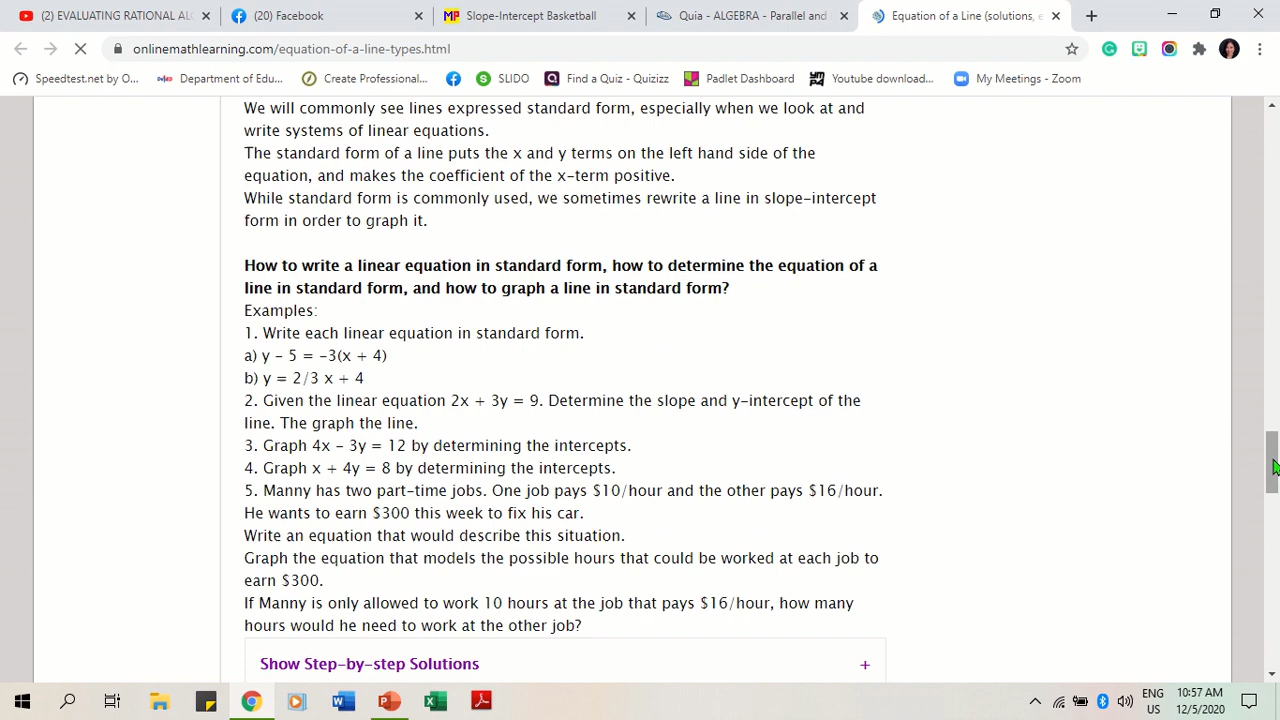 (2) EVALUATING RATIONAL AL
(20) Facebook
Slope-Intercept Basketball
Quia - ALGEBRA - Parallel and
Equation of a Line (solutions, e
onlinemathlearning.com/equation-of-a-line-types.html
Speedtest.net by O...
Department of Edu...
Create Professional...
SLIDO
Find a Quiz - Quizizz
Padlet Dashboard
Youtube download...
My Meetings - Zoom
We will commonly see lines expressed standard form, especially when we look at and
write systems of linear equations.
The standard form of a line puts the x and y terms on the left hand side of the
equation, and makes the coefficient of the x-term positive.
While standard form is commonly used, we sometimes rewrite a line in slope-intercept
form in order to graph it.
How to write a linear equation in standard form, how to determine the equation of a
line in standard form, and how to graph a line in standard form?
Examples:
1. Write each linear equation in standard form.
a) y - 5 = -3(x + 4)
b) y = 2/3 x + 4
2. Given the linear equation 2x + 3y = 9. Determine the slope and y-intercept of the
line. The graph the line.
3. Graph 4x - 3y = 12 by determining the intercepts.
4. Graph x + 4y = 8 by determining the intercepts.
5. Manny has two part-time jobs. One job pays $10/hour and the other pays $16/hour.
He wants to earn $300 this week to fix his car.
Write an equation that would describe this situation.
Graph the equation that models the possible hours that could be worked at each job to
earn $300.
If Manny is only allowed to work 10 hours at the job that pays $16/hour, how many
hours would he need to work at the other job?
Show Step-by-step Solutions +
ENG
US
10:57 AM
12/5/2020